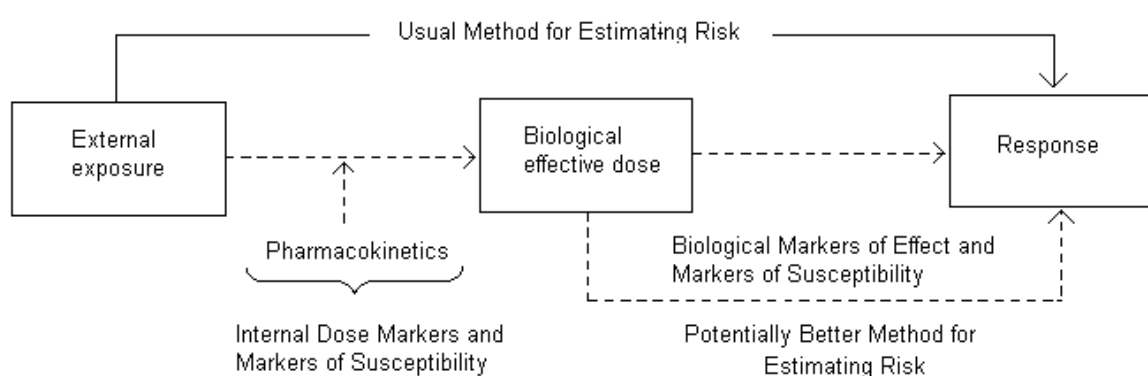 Usual Method for Estimating Risk
External
exposure
Biological
effective dose
Response
Pharmacokinetics
Biological Markers of Effect and
Markers of Susceptibility
Internal Dose Markers and
Markers of Susceptibility
Potentially Better Method for
Estimating Risk